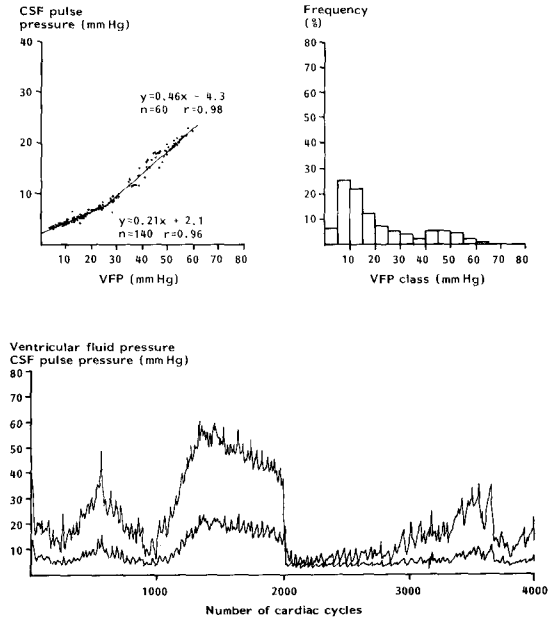 CSF pulse
pressure (mm Hg)
40
30
20
10
y=0.46x - 4.3
n=60 r=0.98
y=0.21x + 2.1
n=140 r=0.96
10 20 30 40 50 60 70 80
VFP (mm Hg)
Frequency
(%)
80
70
60
50
40
30
20
10
10 20 30 40 50 60 70 80
VFP class (mm Hg)
Ventricular fluid pressure
CSF pulse pressure (mm Hg)
80
70
60
50
40
30
20
10
1000 2000 3000 4000
Number of cardiac cycles